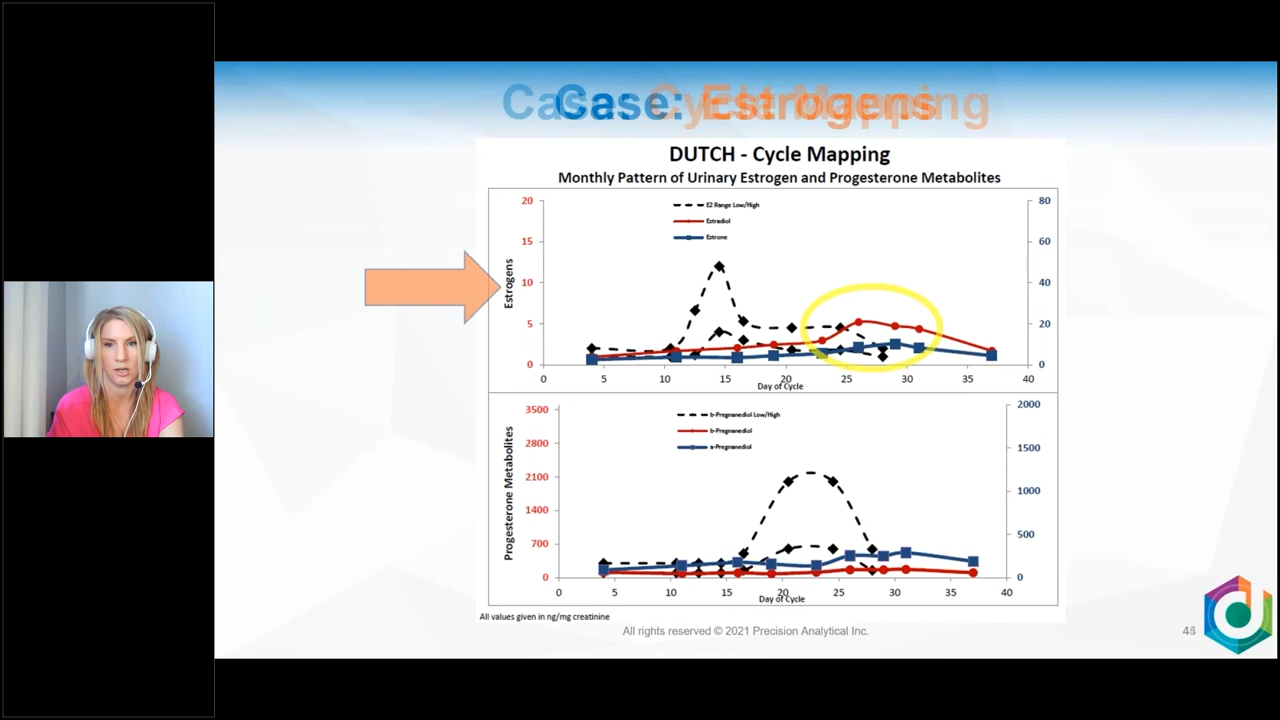 Case: Cycle Mapping
Case: Estrogens
DUTCH - Cycle Mapping
Monthly Pattern of Urinary Estrogen and Progesterone Metabolites
20
15
10
5
0
80
60
40
20
0
Estrogens
E2 Range Low/High
Estradiol
Estrone
0 5 10 15 20 25 30 35 40
Day of Cycle
3500
2800
2100
1400
700
0
2000
1500
1000
500
0
Progesterone Metabolites
b-Pregnanediol Low/High
b-Pregnanediol
a-Pregnanediol
0 5 10 15 20 25 30 35 40
Day of Cycle
All values given in ng/mg creatinine
All rights reserved © 2021 Precision Analytical Inc.